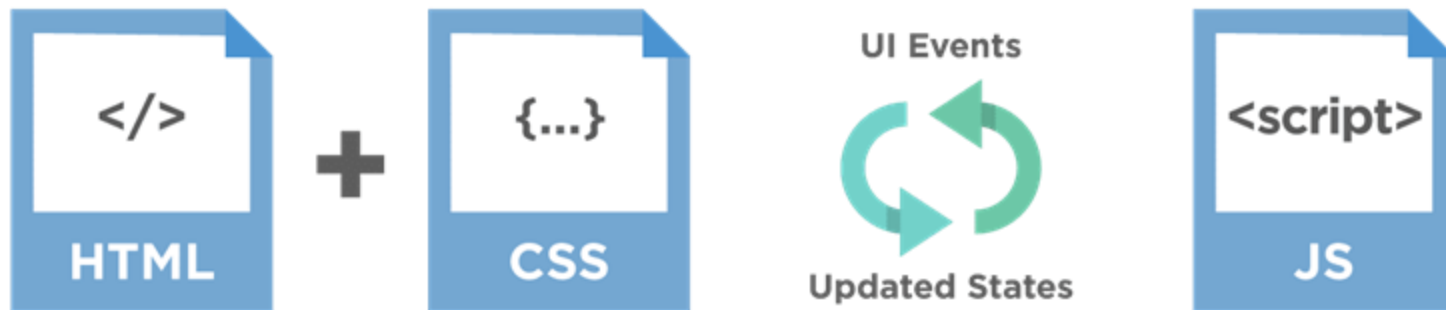 </>
HTML
{...}
CSS
UI Events
Updated States
<script>
JS